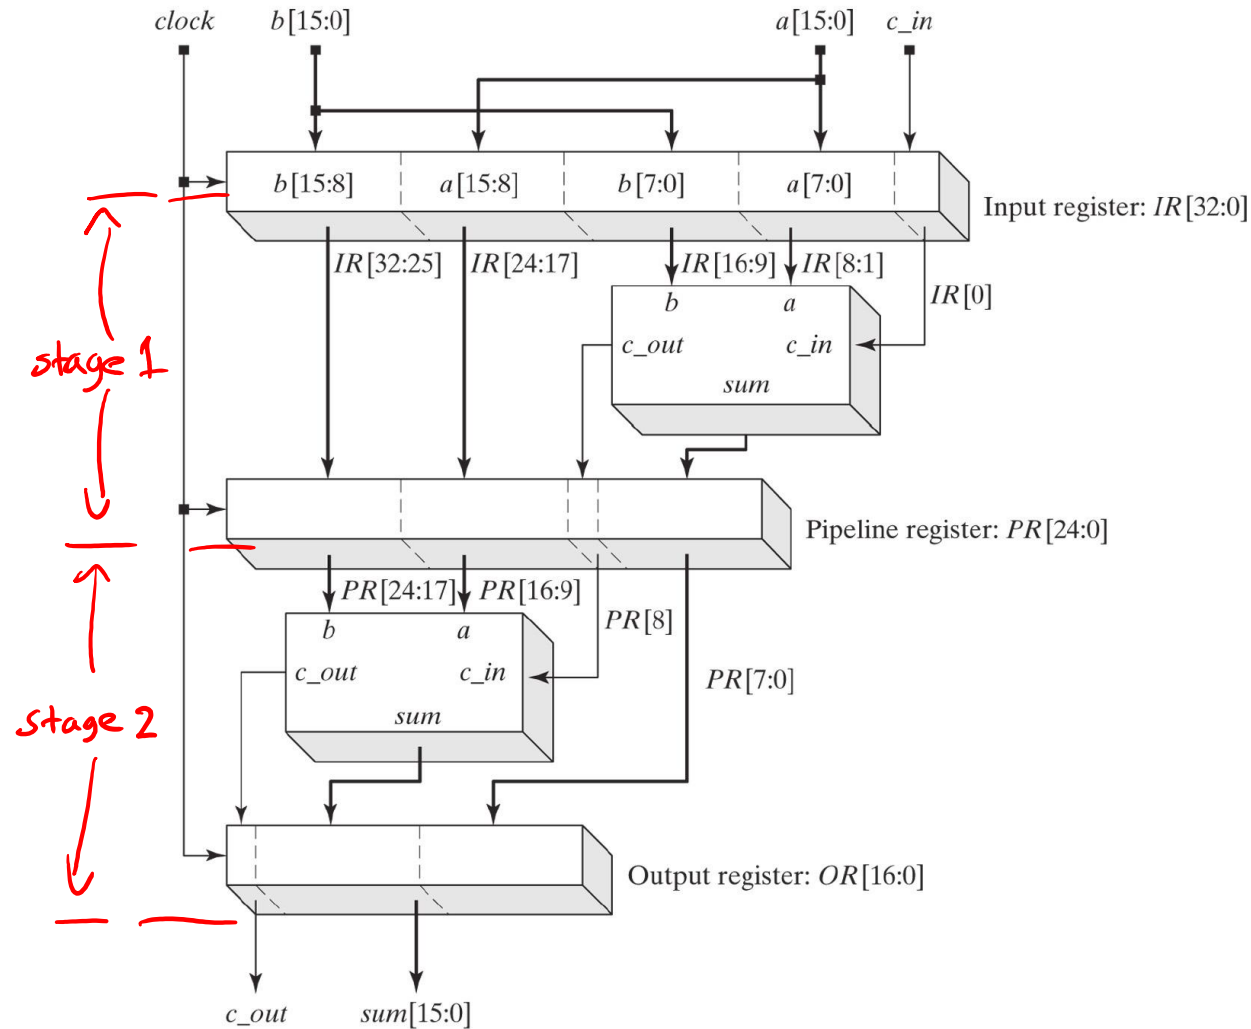 clock b[15:0] a[15:0] c_in
b[15:8] a[15:8] b[7:0] a[7:0]
Input register: IR[32:0]
IR[32:25] IR[24:17] IR[16:9] IR[8:1]
IR[0]
b a
c_out c_in
sum
stage 1
Pipeline register: PR[24:0]
PR[24:17] PR[16:9]
PR[8]
b a
c_out c_in
PR[7:0]
sum
stage 2
Output register: OR[16:0]
c_out sum[15:0]